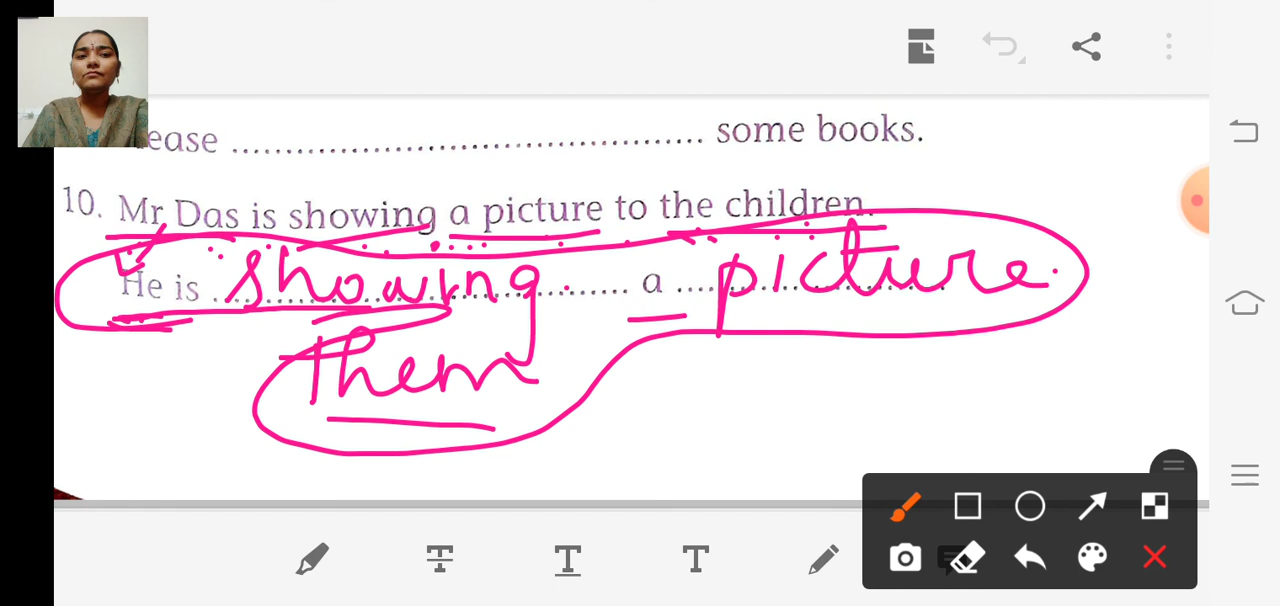 ease ........................................ some books.
10. Mr Das is showing a picture to the children.
He is showing a picture.
them